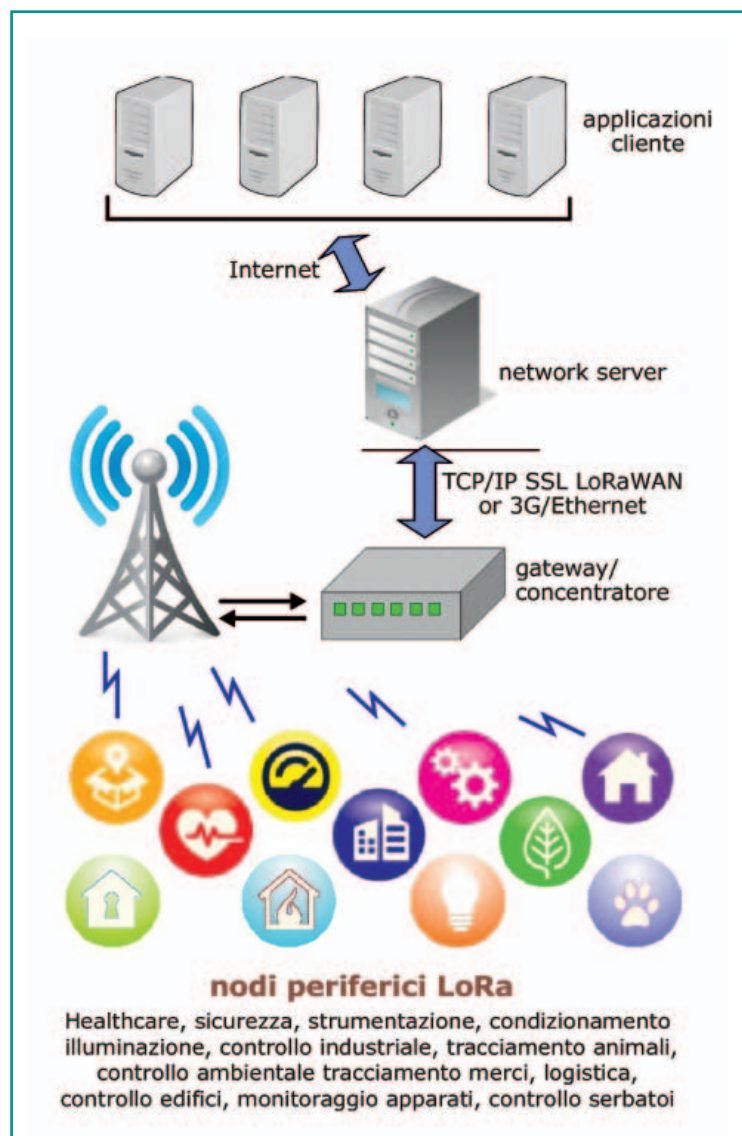 applicazioni
cliente
Internet
network server
TCP/IP SSL LoRaWAN
or 3G/Ethernet
gateway/
concentratore
nodi periferici LoRa
Healthcare, sicurezza, strumentazione, condizionamento
illuminazione, controllo industriale, tracciamento animali,
controllo ambientale tracciamento merci, logistica,
controllo edifici, monitoraggio apparati, controllo serbatoi